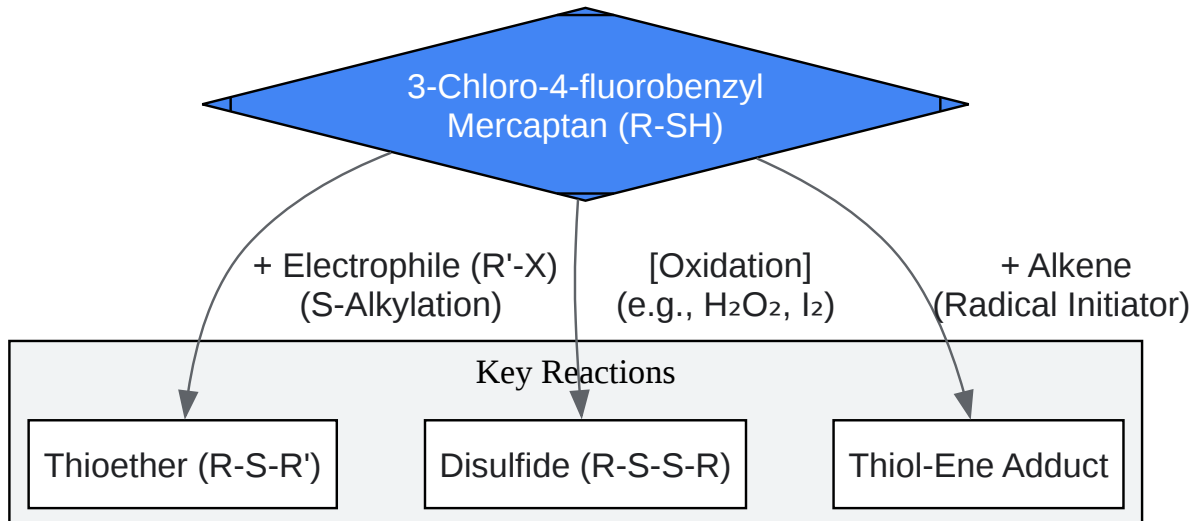 3-Chloro-4-fluorobenzyl
Mercaptan (R-SH)
+ Electrophile (R'-X)
(S-Alkylation)
[Oxidation]
(e.g., H₂O₂, I₂)
+ Alkene
(Radical Initiator)
Key Reactions
Thioether (R-S-R')
Disulfide (R-S-S-R)
Thiol-Ene Adduct